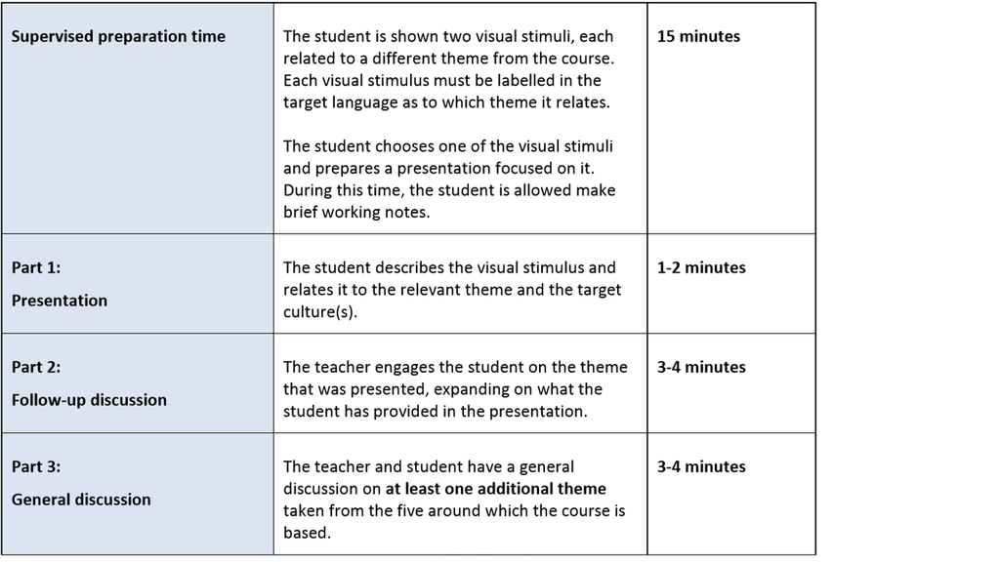 Supervised preparation time
The student is shown two visual stimuli, each
related to a different theme from the course.
Each visual stimulus must be labelled in the
target language as to which theme it relates.
The student chooses one of the visual stimuli
and prepares a presentation focused on it.
During this time, the student is allowed make
brief working notes.
15 minutes
Part 1:
Presentation
The student describes the visual stimulus and
relates it to the relevant theme and the target
culture(s).
1-2 minutes
Part 2:
Follow-up discussion
The teacher engages the student on the theme
that was presented, expanding on what the
student has provided in the presentation.
3-4 minutes
Part 3:
General discussion
The teacher and student have a general
discussion on at least one additional theme
taken from the five around which the course is
based.
3-4 minutes